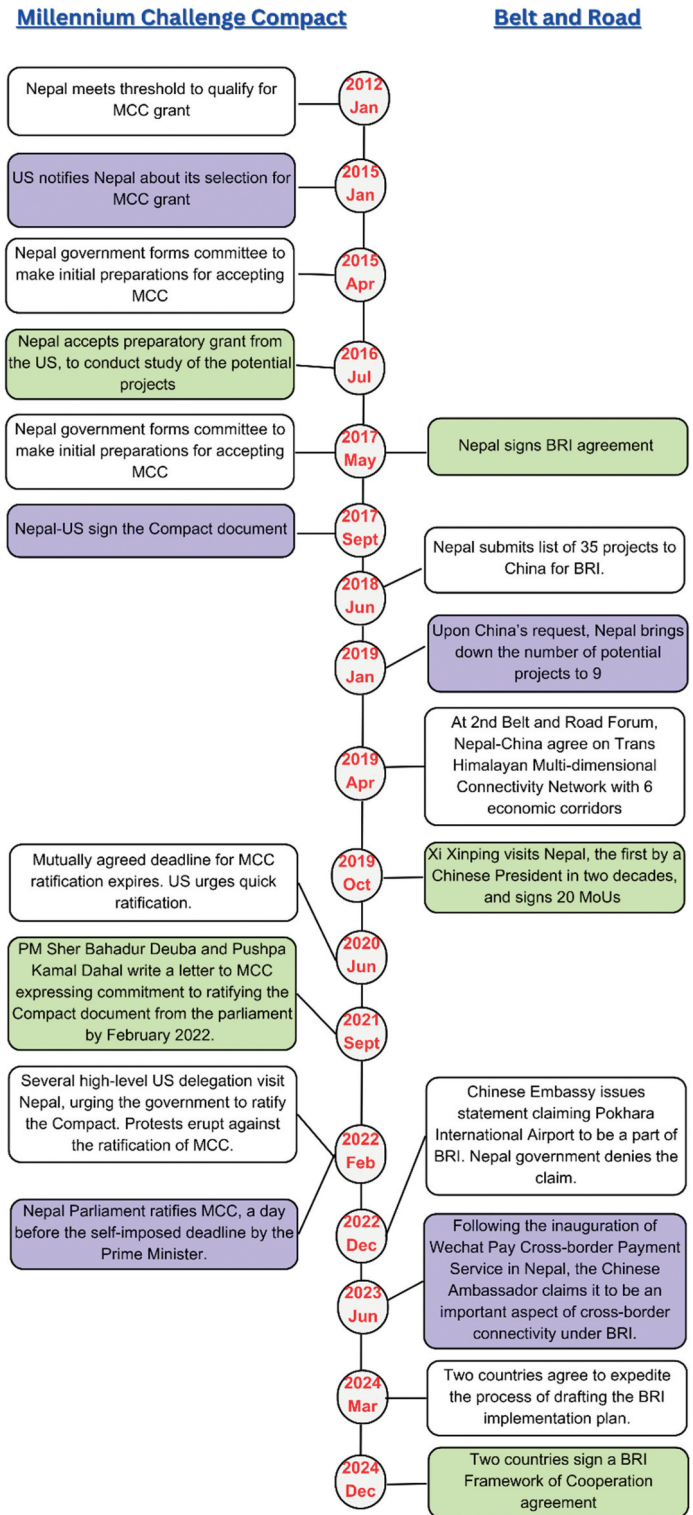 Millennium Challenge Compact
Belt and Road
Nepal meets threshold to qualify for
MCC grant
2012
Jan
US notifies Nepal about its selection for
MCC grant
2015
Jan
Nepal government forms committee to
make initial preparations for accepting
MCC
2015
Apr
Nepal accepts preparatory grant from
the US, to conduct study of the potential
projects
2016
Jul
Nepal government forms committee to
make initial preparations for accepting
MCC
2017
May
Nepal signs BRI agreement
Nepal-US sign the Compact document
2017
Sept
2018
Jun
Nepal submits list of 35 projects to
China for BRI.
2019
Jan
Upon China's request, Nepal brings
down the number of potential
projects to 9
2019
Apr
At 2nd Belt and Road Forum,
Nepal-China agree on Trans
Himalayan Multi-dimensional
Connectivity Network with 6
economic corridors
2019
Oct
Xi Xinping visits Nepal, the first by a
Chinese President in two decades,
and signs 20 MoUs
Mutually agreed deadline for MCC
ratification expires. US urges quick
ratification.
2020
Jun
PM Sher Bahadur Deuba and Pushpa
Kamal Dahal write a letter to MCC
expressing commitment to ratifying the
Compact document from the parliament
by February 2022.
2021
Sept
Several high-level US delegation visit
Nepal, urging the government to ratify
the Compact. Protests erupt against
the ratification of MCC.
2022
Feb
Nepal Parliament ratifies MCC, a day
before the self-imposed deadline by the
Prime Minister.
Chinese Embassy issues
statement claiming Pokhara
International Airport to be a part of
BRI. Nepal government denies the
claim.
2022
Dec
Following the inauguration of
Wechat Pay Cross-border Payment
Service in Nepal, the Chinese
Ambassador claims it to be an
important aspect of cross-border
connectivity under BRI.
2023
Jun
2024
Mar
Two countries agree to expedite
the process of drafting the BRI
implementation plan.
2024
Dec
Two countries sign a BRI
Framework of Cooperation
agreement